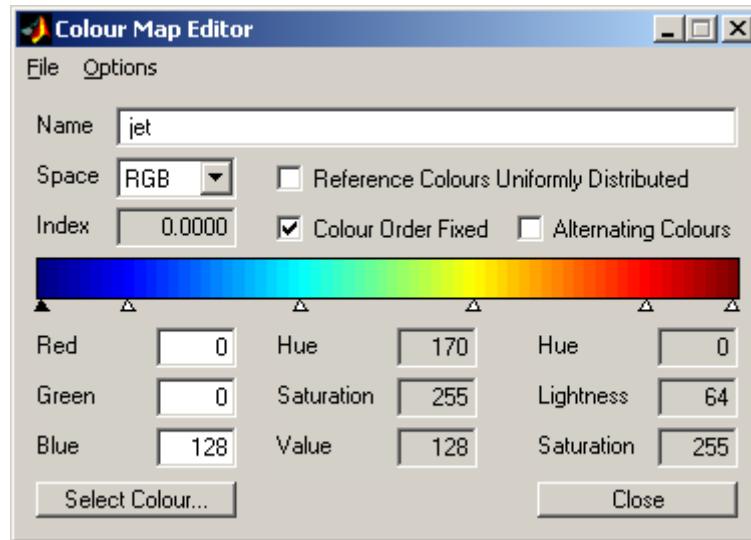 Colour Map Editor
File Options
Name jet
Space RGB Reference Colours Uniformly Distributed
Index 0.0000 Colour Order Fixed Alternating Colours
Red 0 Hue 170 Hue 0
Green 0 Saturation 255 Lightness 64
Blue 128 Value 128 Saturation 255
Select Colour... Close